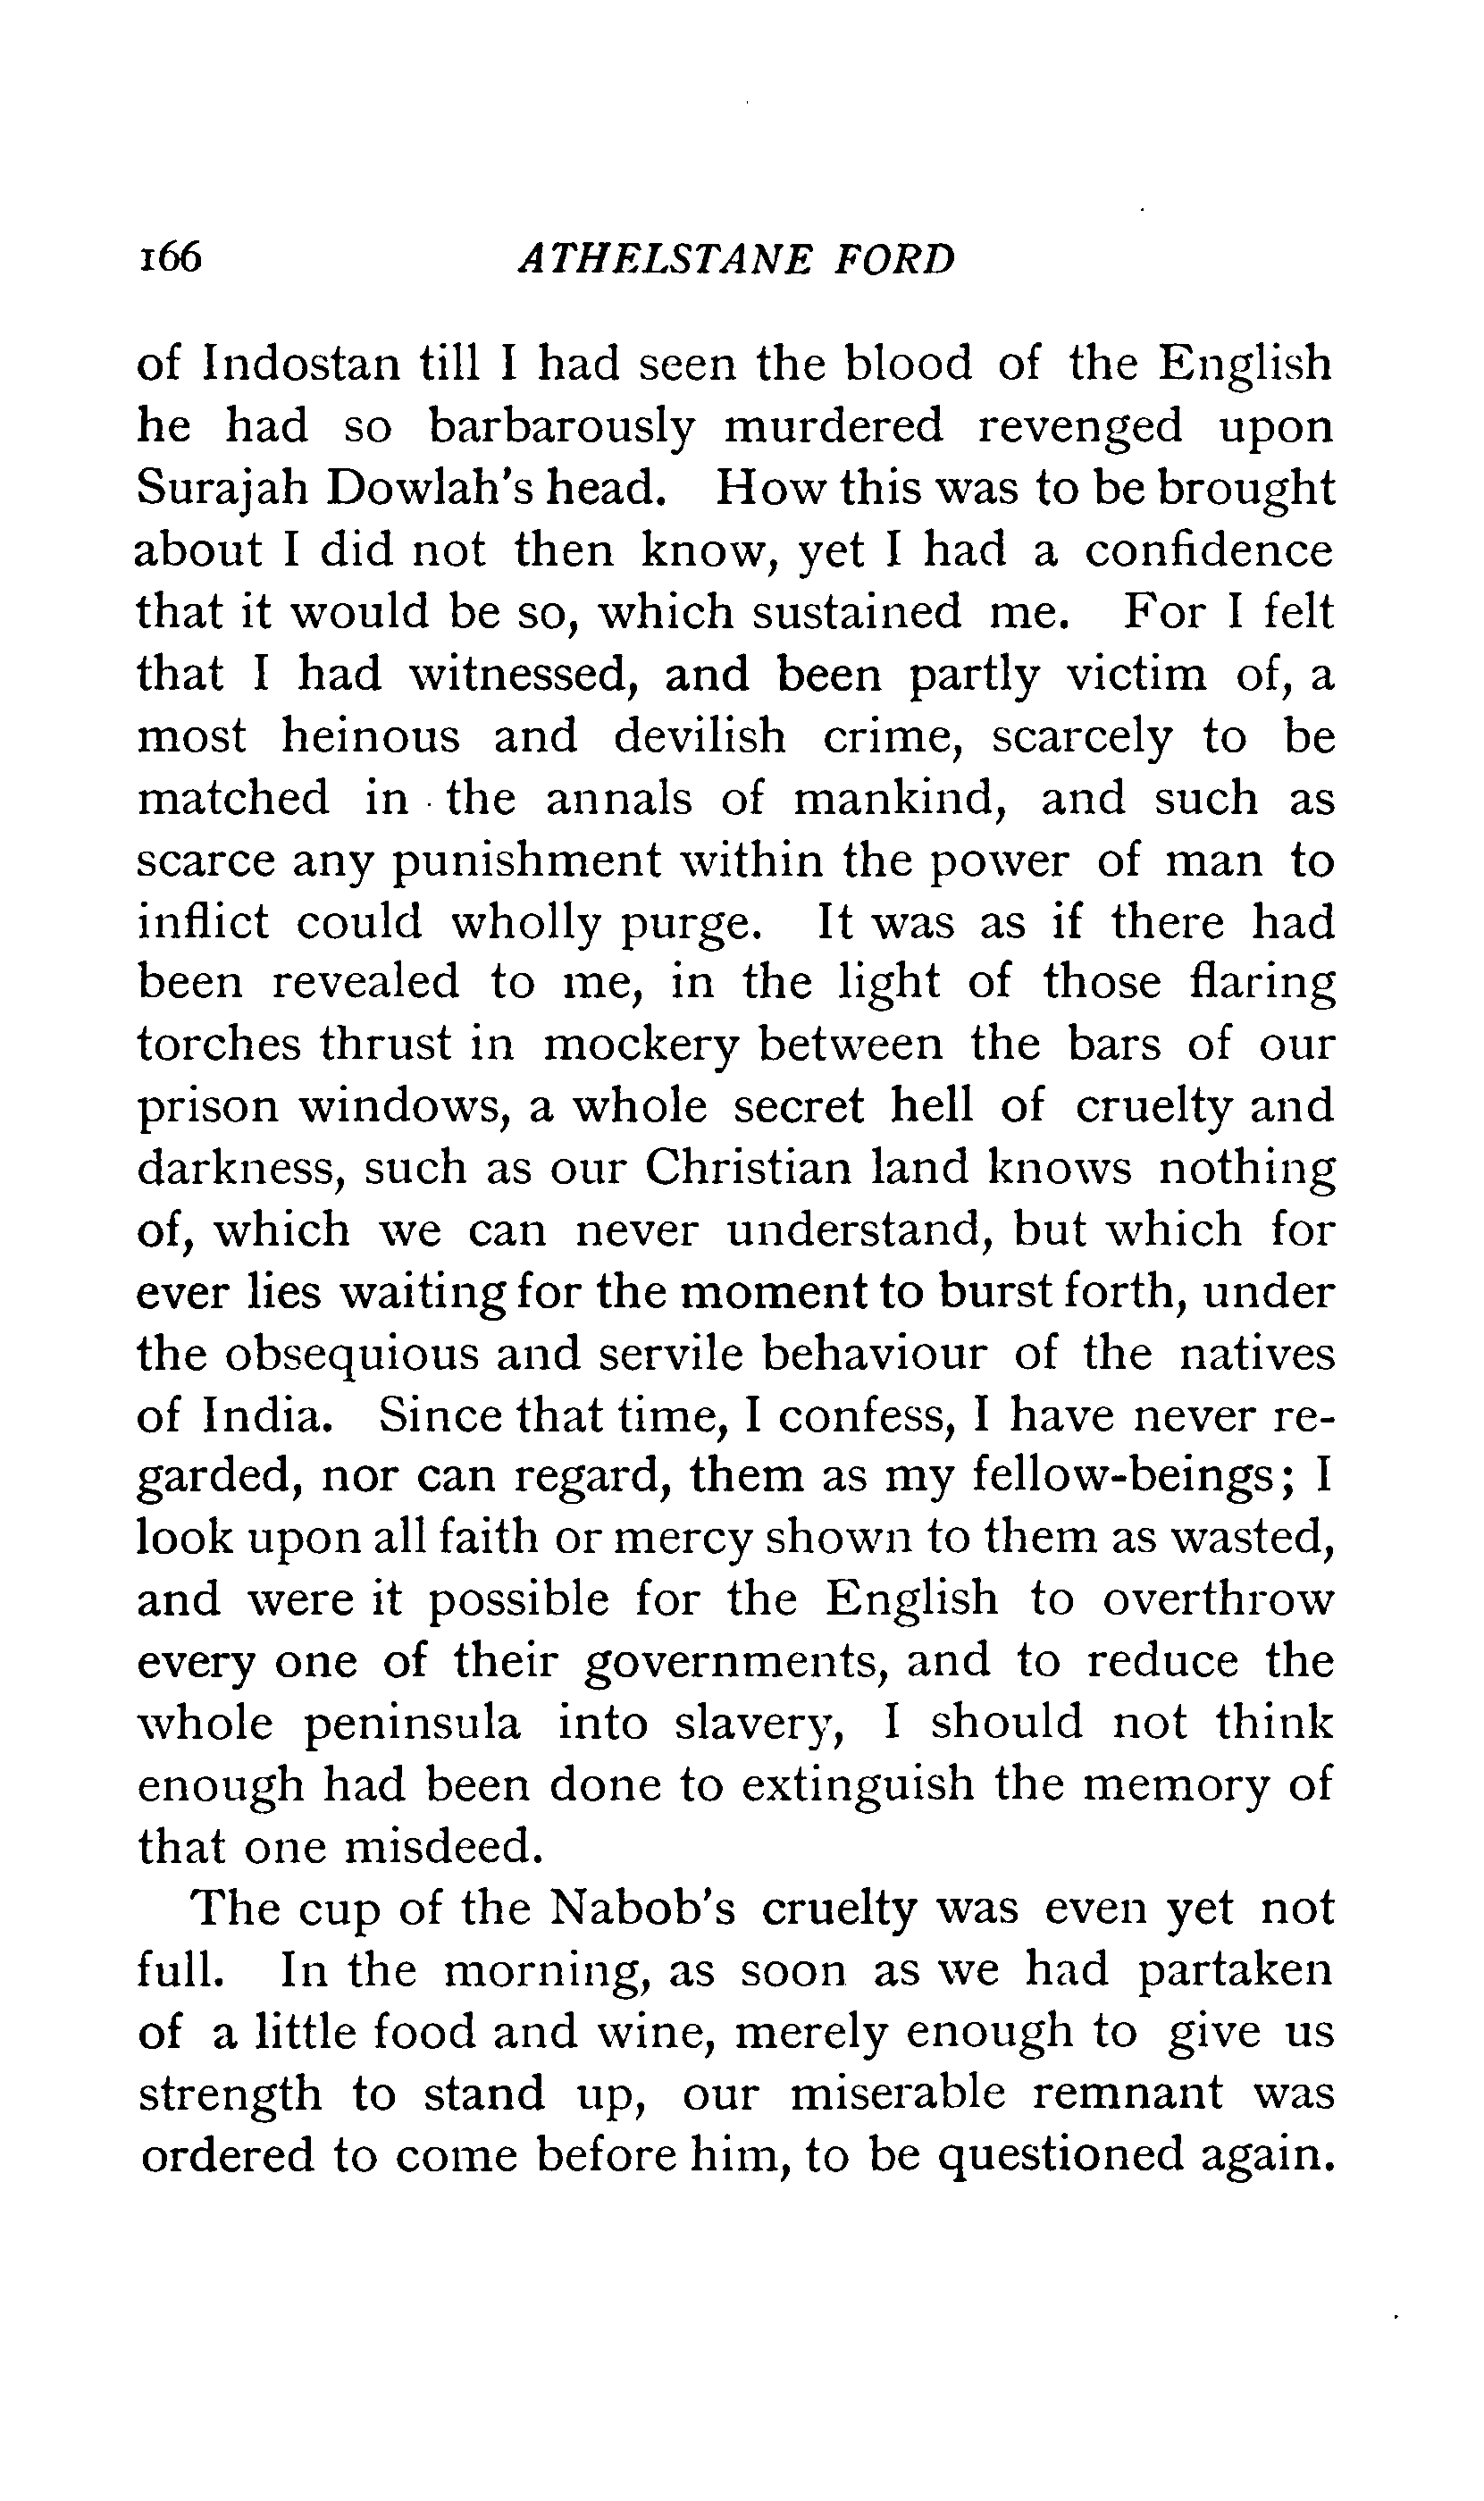 166 ATHELSTANE FORD
of Indostan till I had seen the blood of the English
he had so barbarously murdered revenged upon
Surajah Dowlah's head. How this was to be brought
about I did not then know, yet I had a confidence
that it would be so, which sustained me. For I felt
that I had witnessed, and been partly victim of, a
most heinous and devilish crime, scarcely to be
matched in the annals of mankind, and such as
scarce any punishment within the power of man to
inflict could wholly purge. It was as if there had
been revealed to me, in the light of those flaring
torches thrust in mockery between the bars of our
prison windows, a whole secret hell of cruelty and
darkness, such as our Christian land knows nothing
of, which we can never understand, but which for
ever lies waiting for the moment to burst forth, under
the obsequious and servile behaviour of the natives
of India. Since that time, I confess, I have never re-
garded, nor can regard, them as my fellow-beings; I
look upon all faith or mercy shown to them as wasted,
and were it possible for the English to overthrow
every one of their governments, and to reduce the
whole peninsula into slavery, I should not think
enough had been done to extinguish the memory of
that one misdeed.
The cup of the Nabob's cruelty was even yet not
full. In the morning, as soon as we had partaken
of a little food and wine, merely enough to give us
strength to stand up, our miserable remnant was
ordered to come before him, to be questioned again.